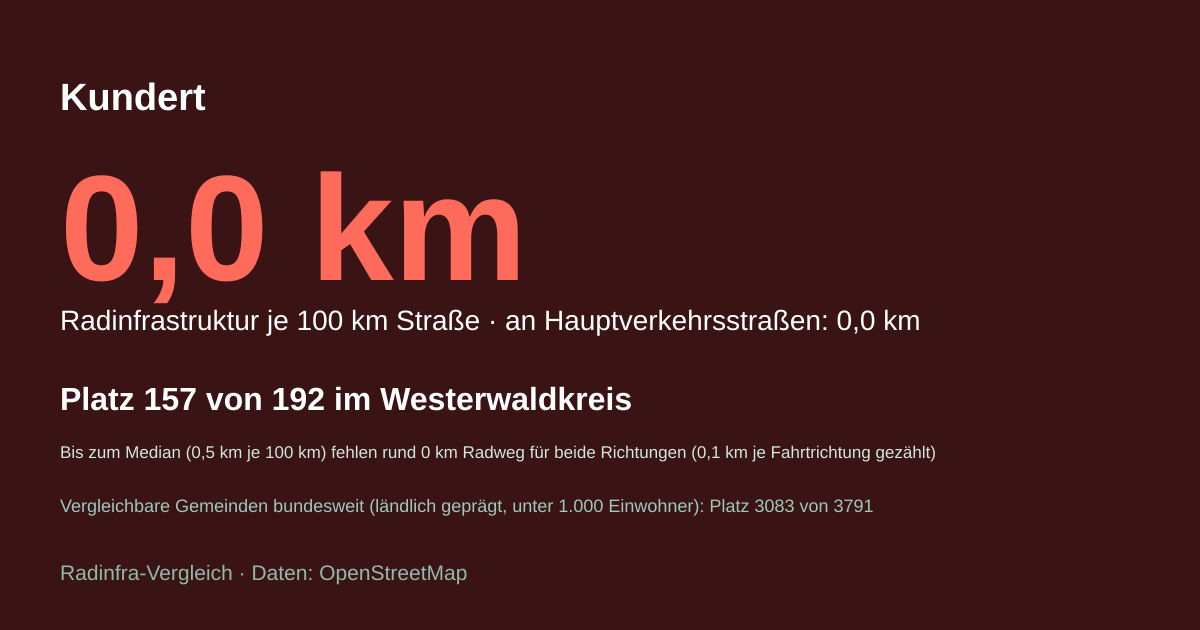 Kundert
0,0 km
Radinfrastruktur je 100 km Straße · an Hauptverkehrsstraßen: 0,0 km
Platz 157 von 192 im Westerwaldkreis
Bis zum Median (0,5 km je 100 km) fehlen rund 0 km Radweg für beide Richtungen (0,1 km je Fahrtrichtung gezählt)
Vergleichbare Gemeinden bundesweit (ländlich geprägt, unter 1.000 Einwohner): Platz 3083 von 3791
Radinfra-Vergleich · Daten: OpenStreetMap